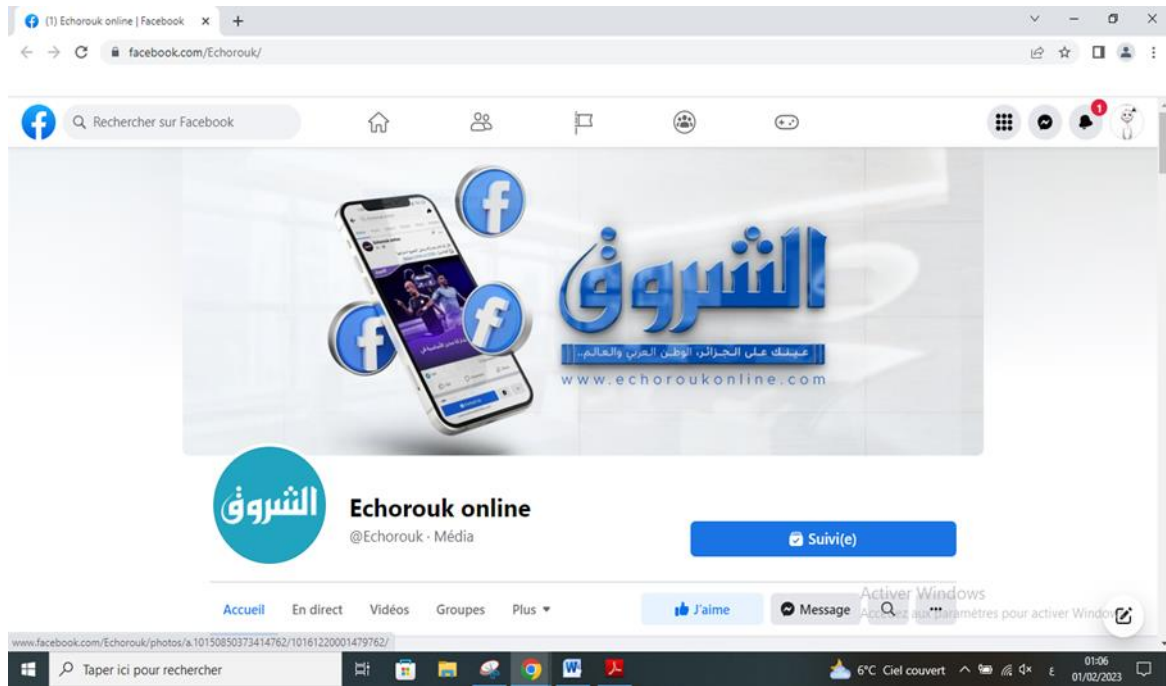 (1) Echorouk online | Facebook
facebook.com/Echorouk/
Rechercher sur Facebook
1
الشروق
عينك على الجزائر، الوطن العربي والعالم..
www.echoroukonline.com
الشروق
Echorouk online
@Echorouk · Média
Suivi(e)
Accueil En direct Vidéos Groupes Plus
J'aime
Message
Activer Windows
Accédez aux paramètres pour activer Windows
www.facebook.com/Echorouk/photos/a.10150850373414762/10161220001479762/
Taper ici pour rechercher
6°C Ciel couvert
ع
01:06
01/02/2023